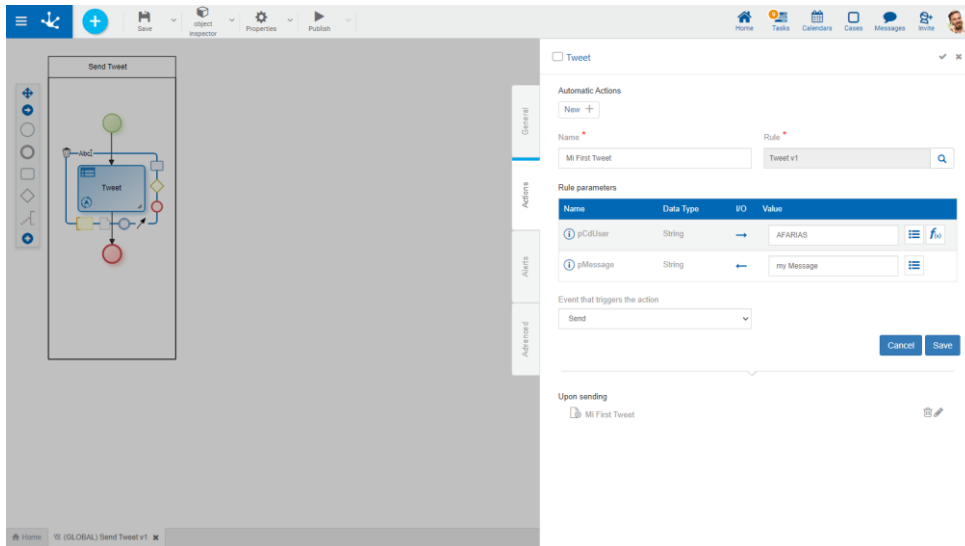 Save
object
inspector
Properties
Publish
Home
6
Tasks
Calendars
Cases
Messages
Invite
Send Tweet
Abc
Tweet
General
Actions
Alerts
Advanced
Tweet
Automatic Actions
New +
Name *
Rule *
Mi First Tweet
Tweet v1
Rule parameters
Name Data Type I/O Value
pCdUser String → AFARIAS f(x)
pMessage String ← my Message
Event that triggers the action
Send
Cancel Save
Upon sending
Mi First Tweet
Home (GLOBAL) Send Tweet v1